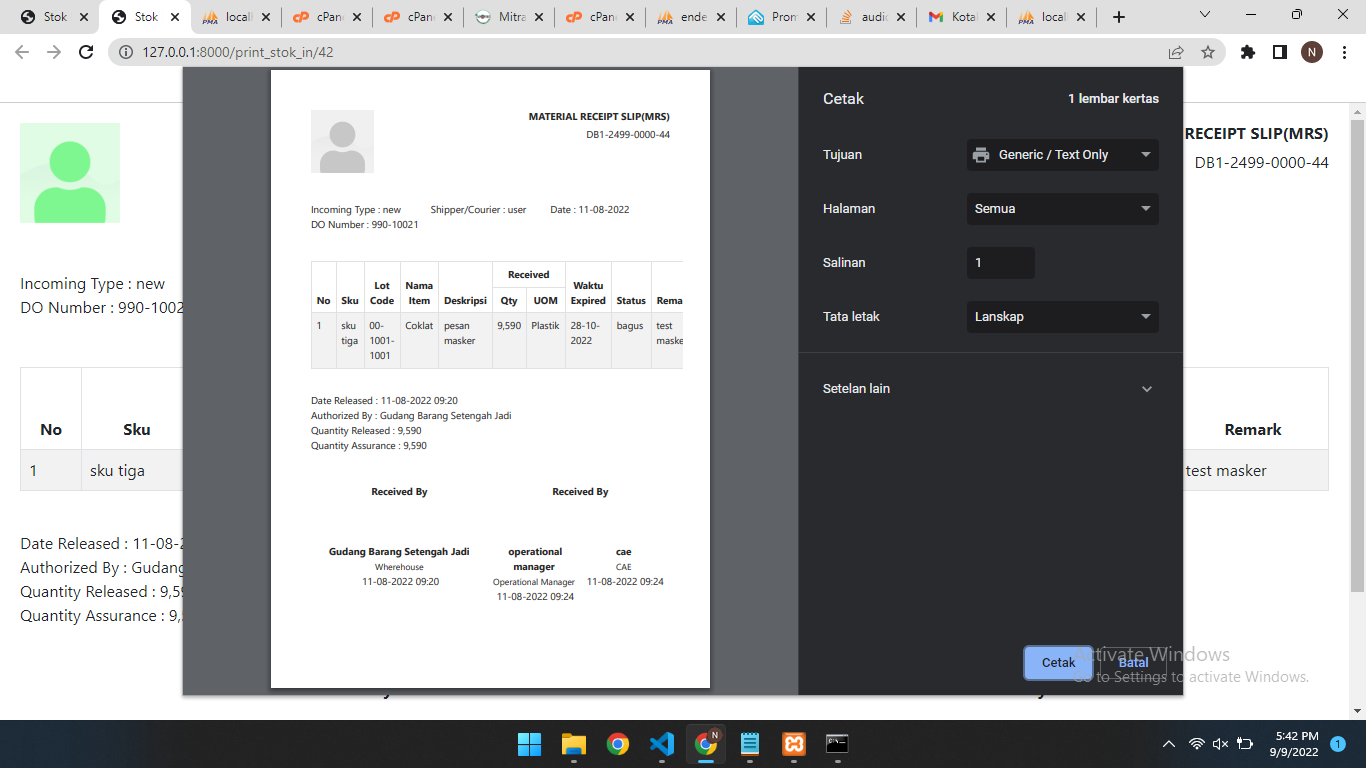 Stok
Stok
locall
cPan
cPan
Mitra
cPan
ende
Pron
audi
Kotal
locall
127.0.0.1:8000/print_stok_in/42
N
RECEIPT SLIP(MRS)
DB1-2499-0000-44
Incoming Type : new
DO Number : 990-1002
No Sku Remark
1 sku tiga test masker
Date Released : 11-08-2
Authorized By : Gudang
Quantity Released : 9,59
Quantity Assurance : 9,
MATERIAL RECEIPT SLIP(MRS)
DB1-2499-0000-44
Incoming Type : new Shipper/Courier : user Date : 11-08-2022
DO Number : 990-10021
Received
Lot Nama Waktu
No Sku Code Item Deskripsi Qty UOM Expired Status Rema
1 sku 00- Coklat pesan 9,590 Plastik 28-10- bagus test
tiga 1001- masker 2022 maske
1001
Date Released : 11-08-2022 09:20
Authorized By : Gudang Barang Setengah Jadi
Quantity Released : 9,590
Quantity Assurance : 9,590
Received By Received By
Gudang Barang Setengah Jadi operational cae
Wherehouse manager CAE
11-08-2022 09:20 Operational Manager 11-08-2022 09:24
11-08-2022 09:24
Cetak 1 lembar kertas
Tujuan Generic / Text Only
Halaman Semua
Salinan 1
Tata letak Lanskap
Setelan lain
Cetak Batal
Activate Windows
Go to Settings to activate Windows.
N
5:42 PM
9/9/2022
1